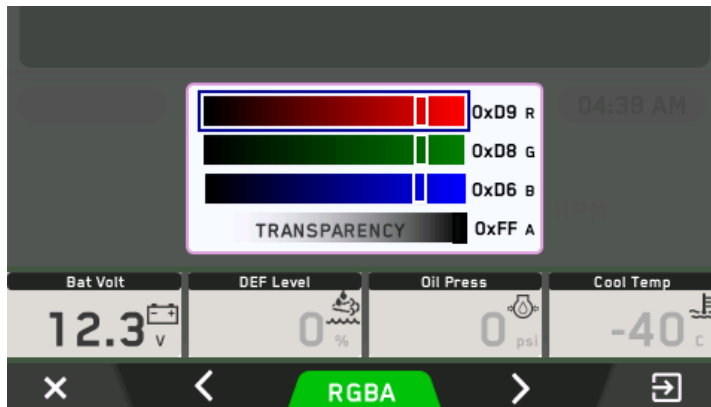 0xD9 R
04:38 AM
0xD8 G
0xD6 B
TRANSPARENCY 0xFF A
Bat Volt DEF Level Oil Press Cool Temp
12.3 V 0 % 0 psi -40 C
RGBA